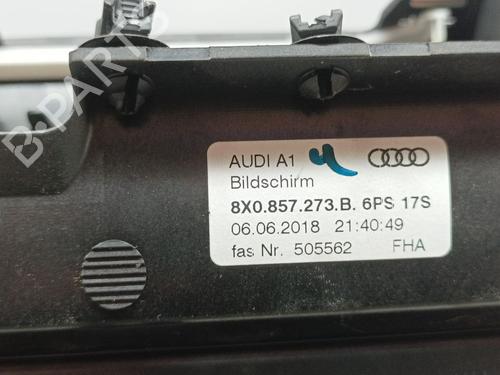 AUDI A1 4
Bildschirm
8X0.857.273.B. 6PS 17S
06.06.2018 21:40:49
fas Nr. 505562 FHA
B-PARTS